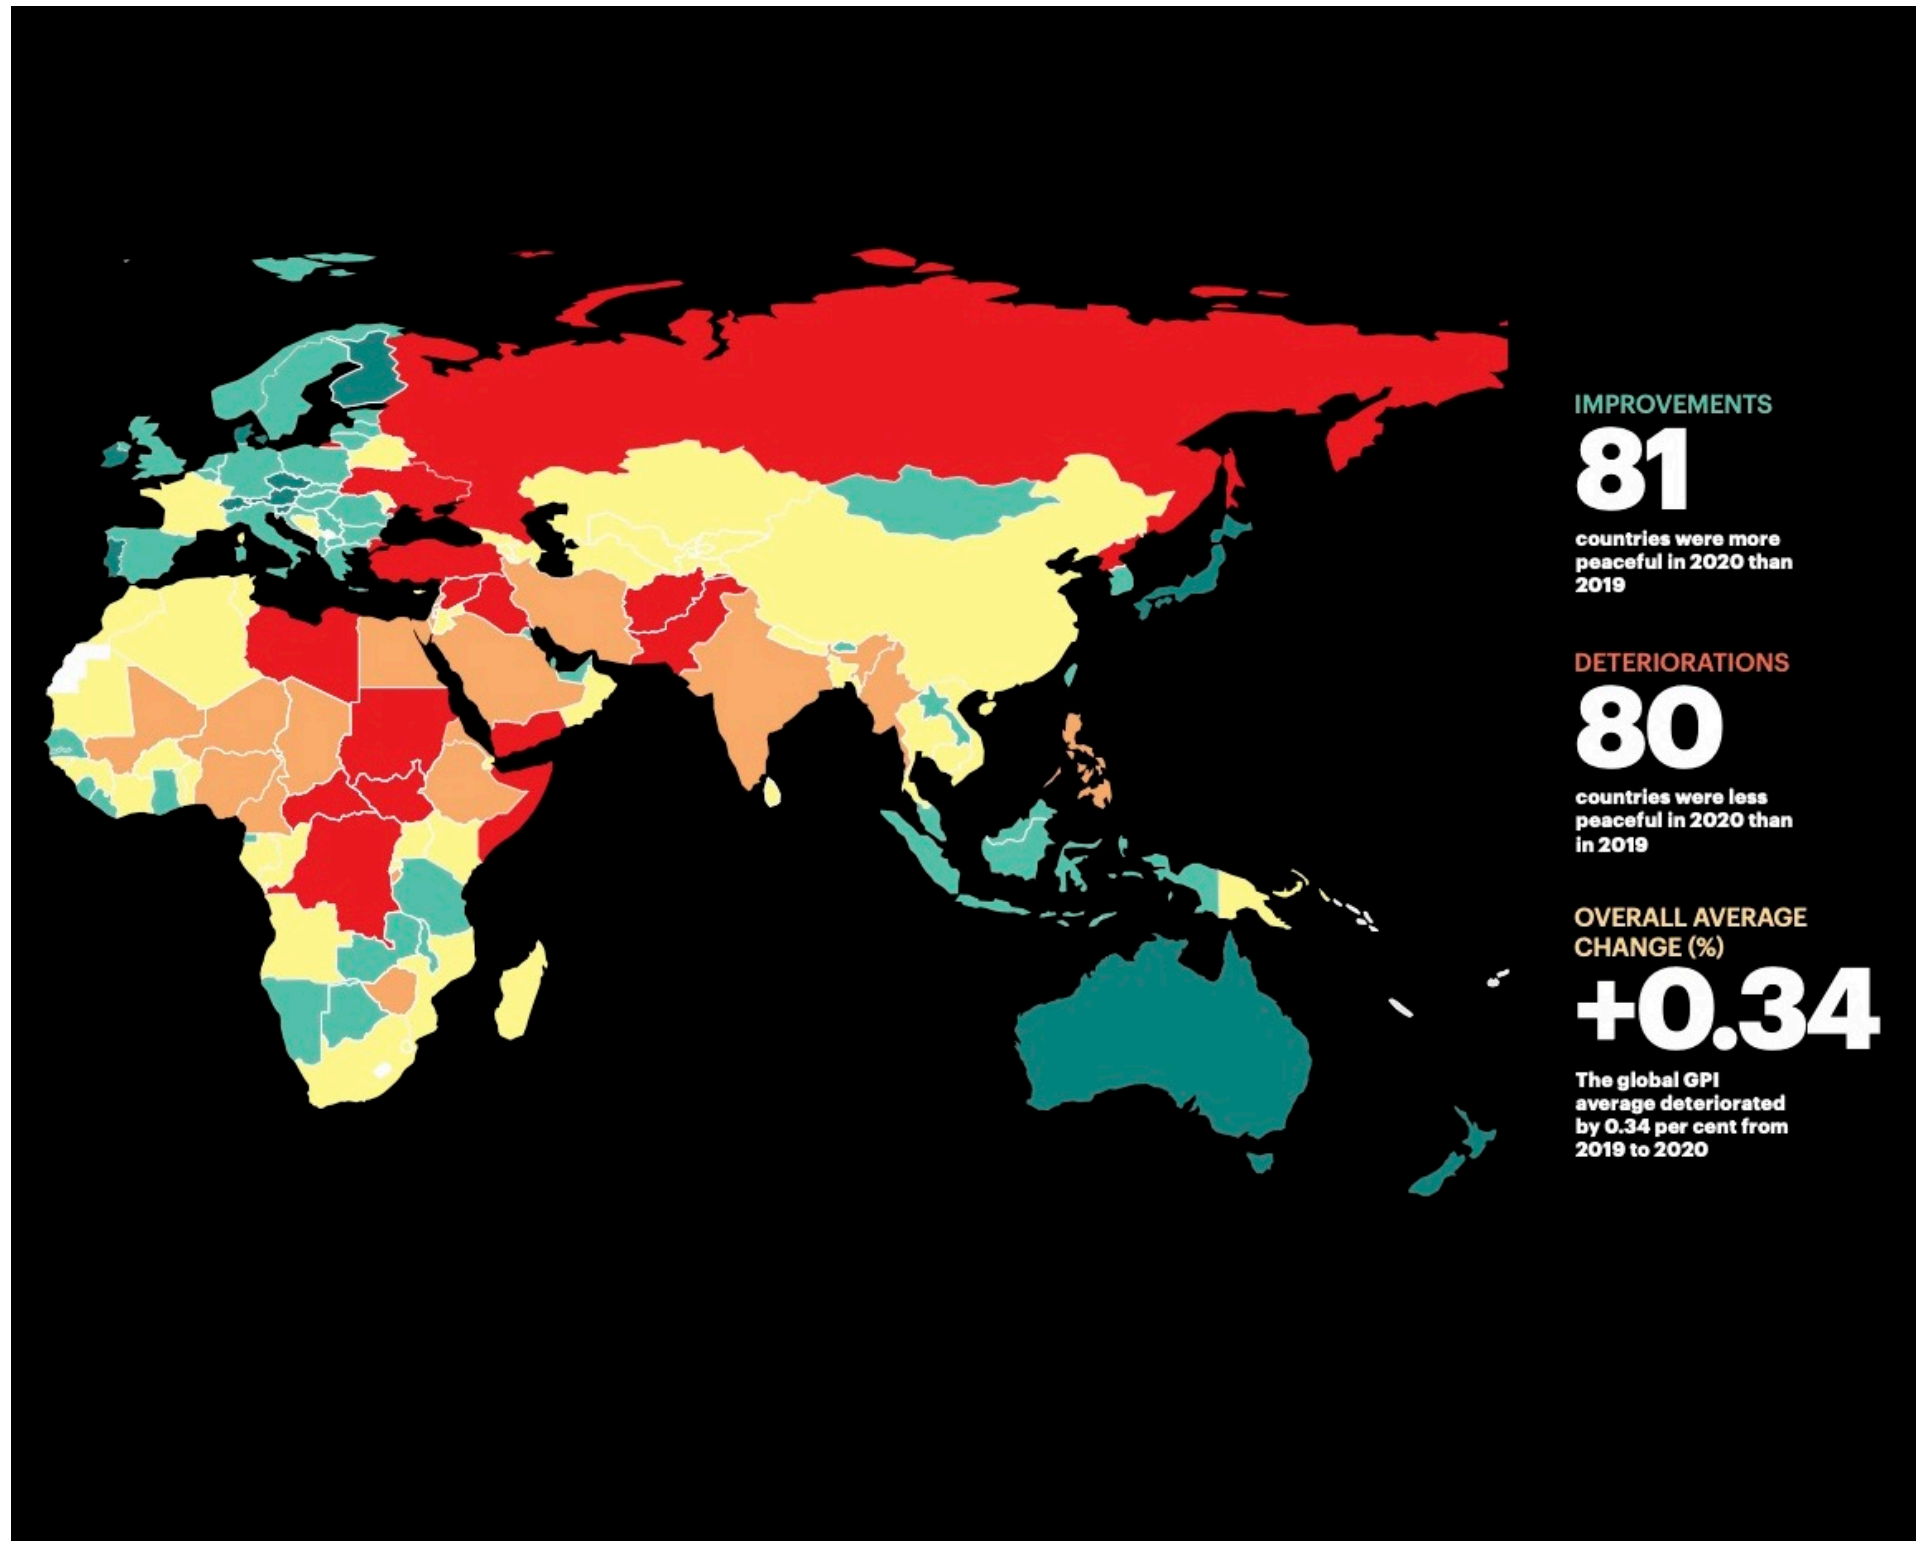 IMPROVEMENTS
81
countries were more
peaceful in 2020 than
2019
DETERIORATIONS
80
countries were less
peaceful in 2020 than
in 2019
OVERALL AVERAGE
CHANGE (%)
+0.34
The global GPI
average deteriorated
by 0.34 per cent from
2019 to 2020